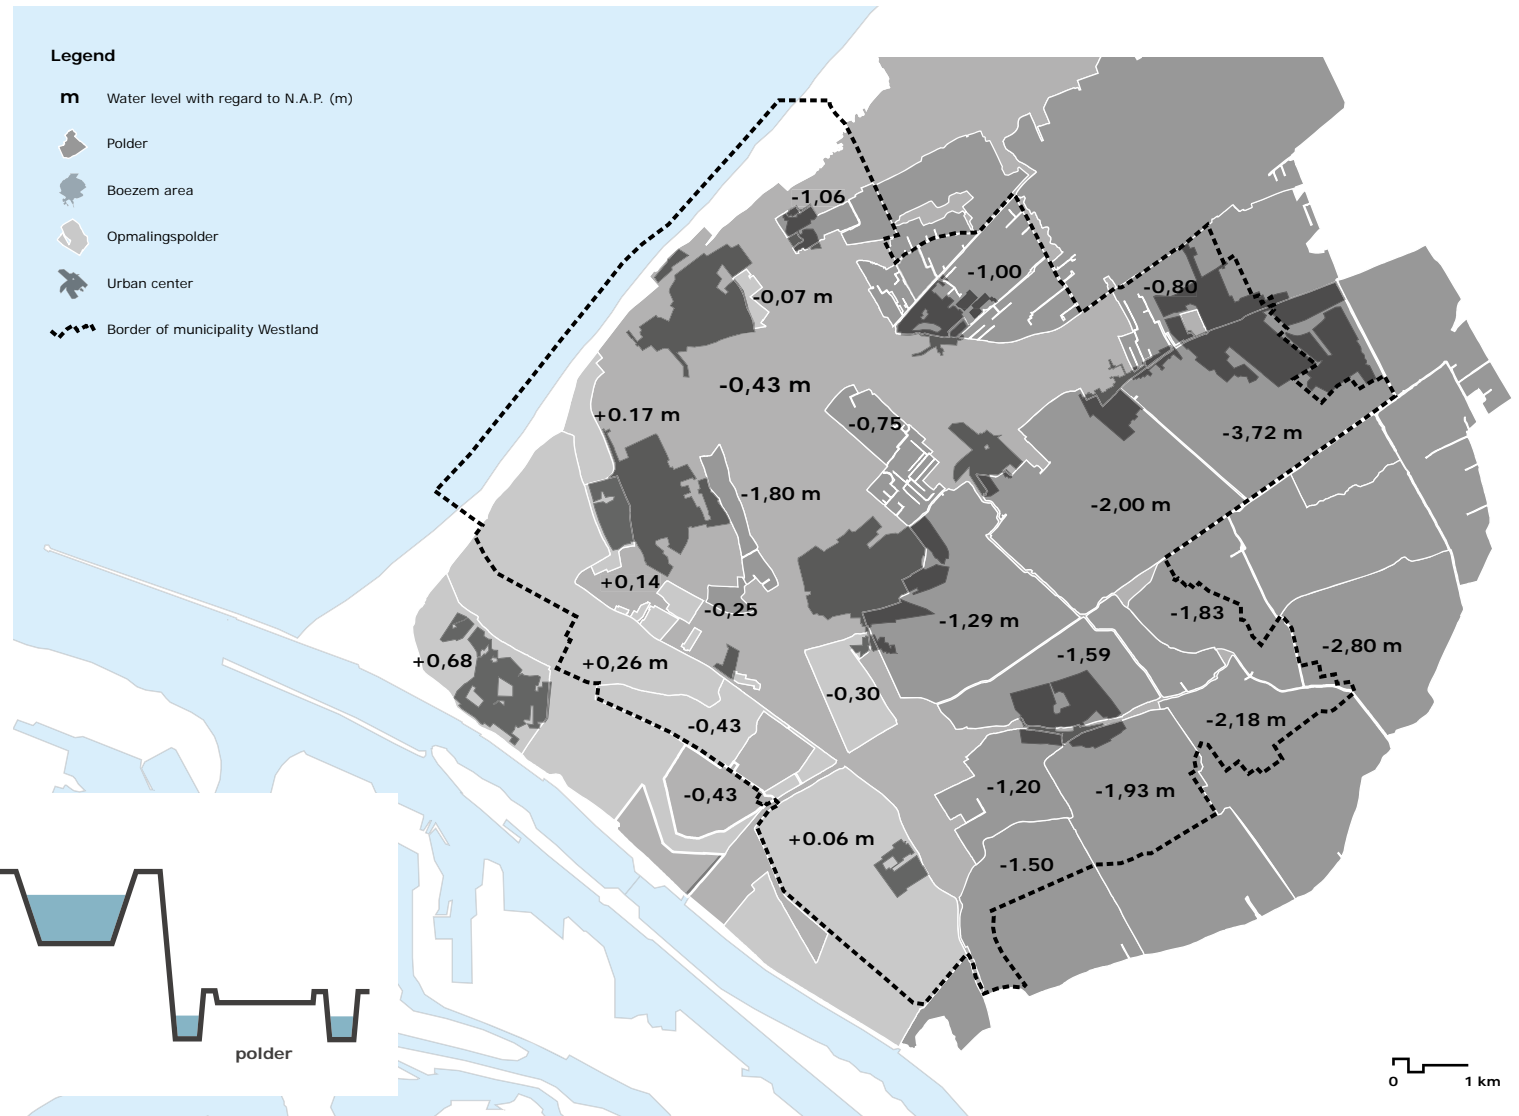 Legend
m Water level with regard to N.A.P. (m)
Polder
Boezem area
Opmalingspolder
Urban center
Border of municipality Westland
-1,06
-1,00
-0,80
-0,07 m
-0,43 m
+0.17 m
-0,75
-3,72 m
-1,80 m
-2,00 m
+0,14
-0,25
-1,29 m
-1,83
-2,80 m
+0,68
+0,26 m
-1,59
-0,30
-0,43
-2,18 m
-0,43
-1,20
-1,93 m
+0.06 m
-1.50
polder
0 1 km